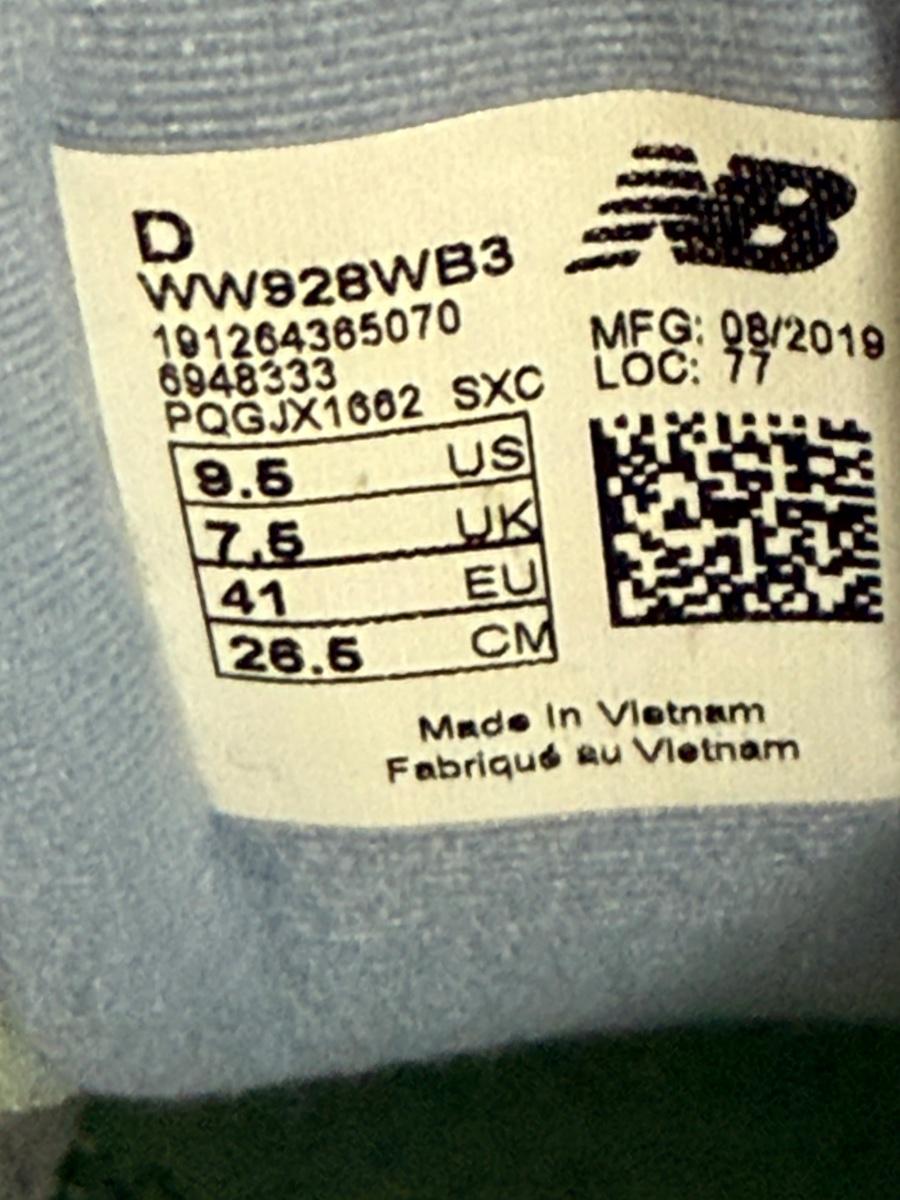 NB
D
WW928WB3
191264365070
6948333
PQGJX1662 SXC
MFG: 08/2019
LOC: 77
9.5 US
7.5 UK
41 EU
26.5 CM
Made in Vietnam
Fabriqué au Vietnam